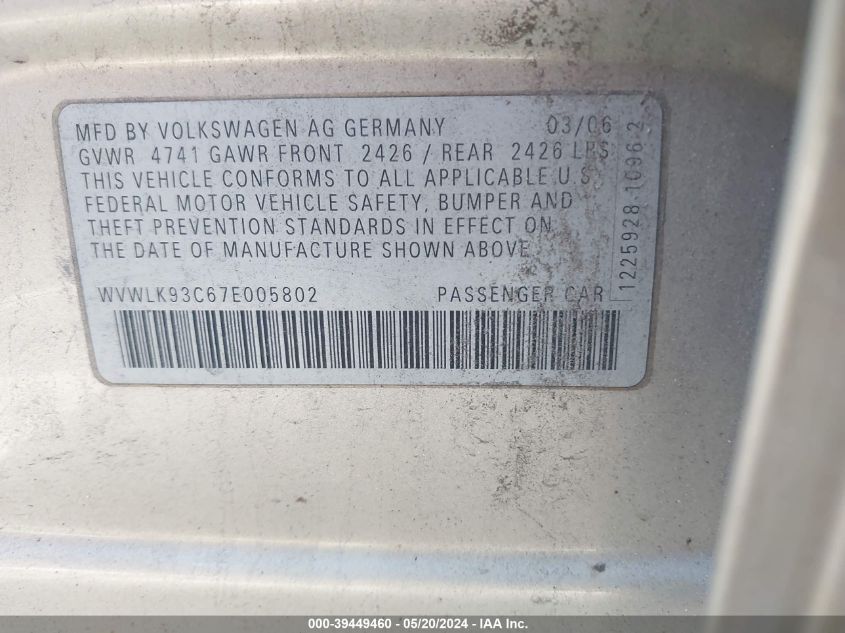 MFD BY VOLKSWAGEN AG GERMANY 03/06
GVWR 4741 GAWR FRONT 2426 / REAR 2426 LBS
THIS VEHICLE CONFORMS TO ALL APPLICABLE U.S.
FEDERAL MOTOR VEHICLE SAFETY, BUMPER AND
THEFT PREVENTION STANDARDS IN EFFECT ON
THE DATE OF MANUFACTURE SHOWN ABOVE
WVWLK93C67E005802 PASSENGER CAR
1225928 1096 2
000-39449460 - 05/20/2024 - IAA Inc.